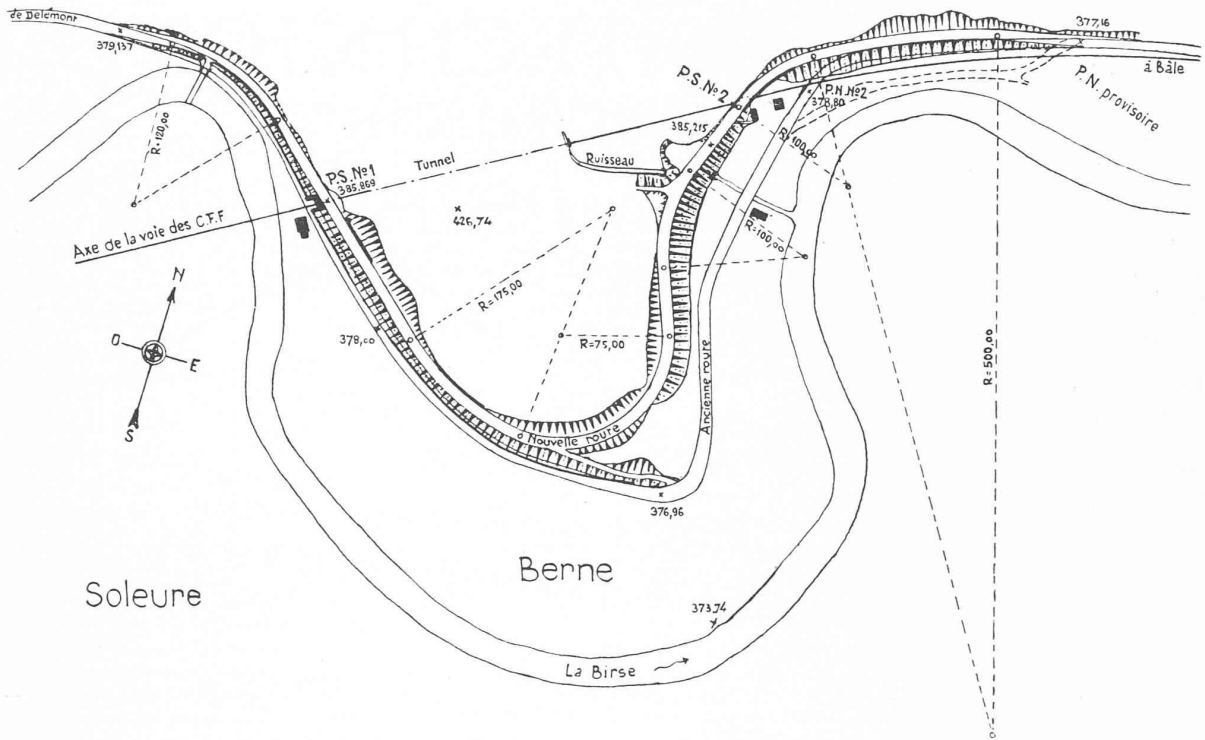 de Delémont
379,137
377,16
à Bâle
P.N. provisoire
P.S. Nº2
P.N. Nº2
378,80
385,215
R=120,00
R=100,00
Ruisseau
Tunnel
P.S. Nº1
385.869
426,74
Axe de la voie des C.F.F
R=100,00
R=175,00
N
O
E
S
378,00
R=75,00
R=500,00
Ancienne route
Nouvelle route
376,96
Berne
Soleure
373,74
La Birse